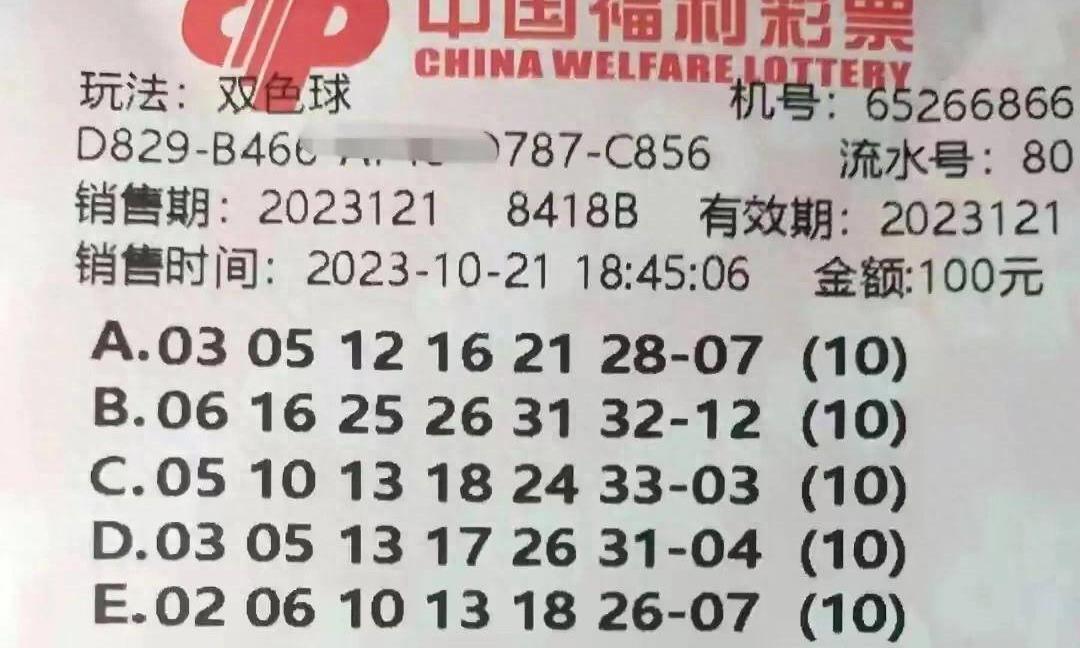 中国福利彩票
CHINA WELFARE LOTTERY
玩法：双色球 机号：65266866
D829-B466 787-C856 流水号：80
销售期：2023121 8418B 有效期：2023121
销售时间：2023-10-21 18:45:06 金额:100元
A.03 05 12 16 21 28-07 (10)
B.06 16 25 26 31 32-12 (10)
C.05 10 13 18 24 33-03 (10)
D.03 05 13 17 26 31-04 (10)
E.02 06 10 13 18 26-07 (10)